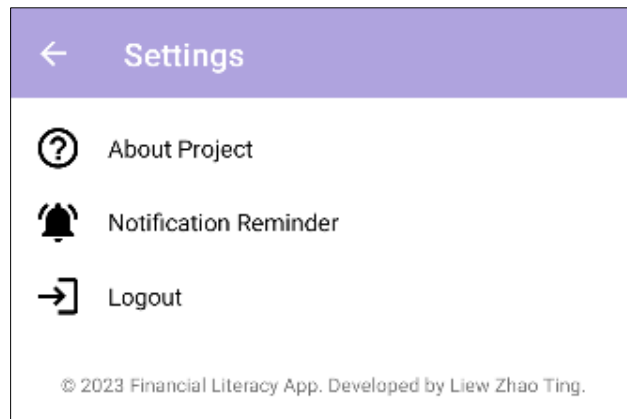 Settings
About Project
Notification Reminder
Logout
© 2023 Financial Literacy App. Developed by Liew Zhao Ting.